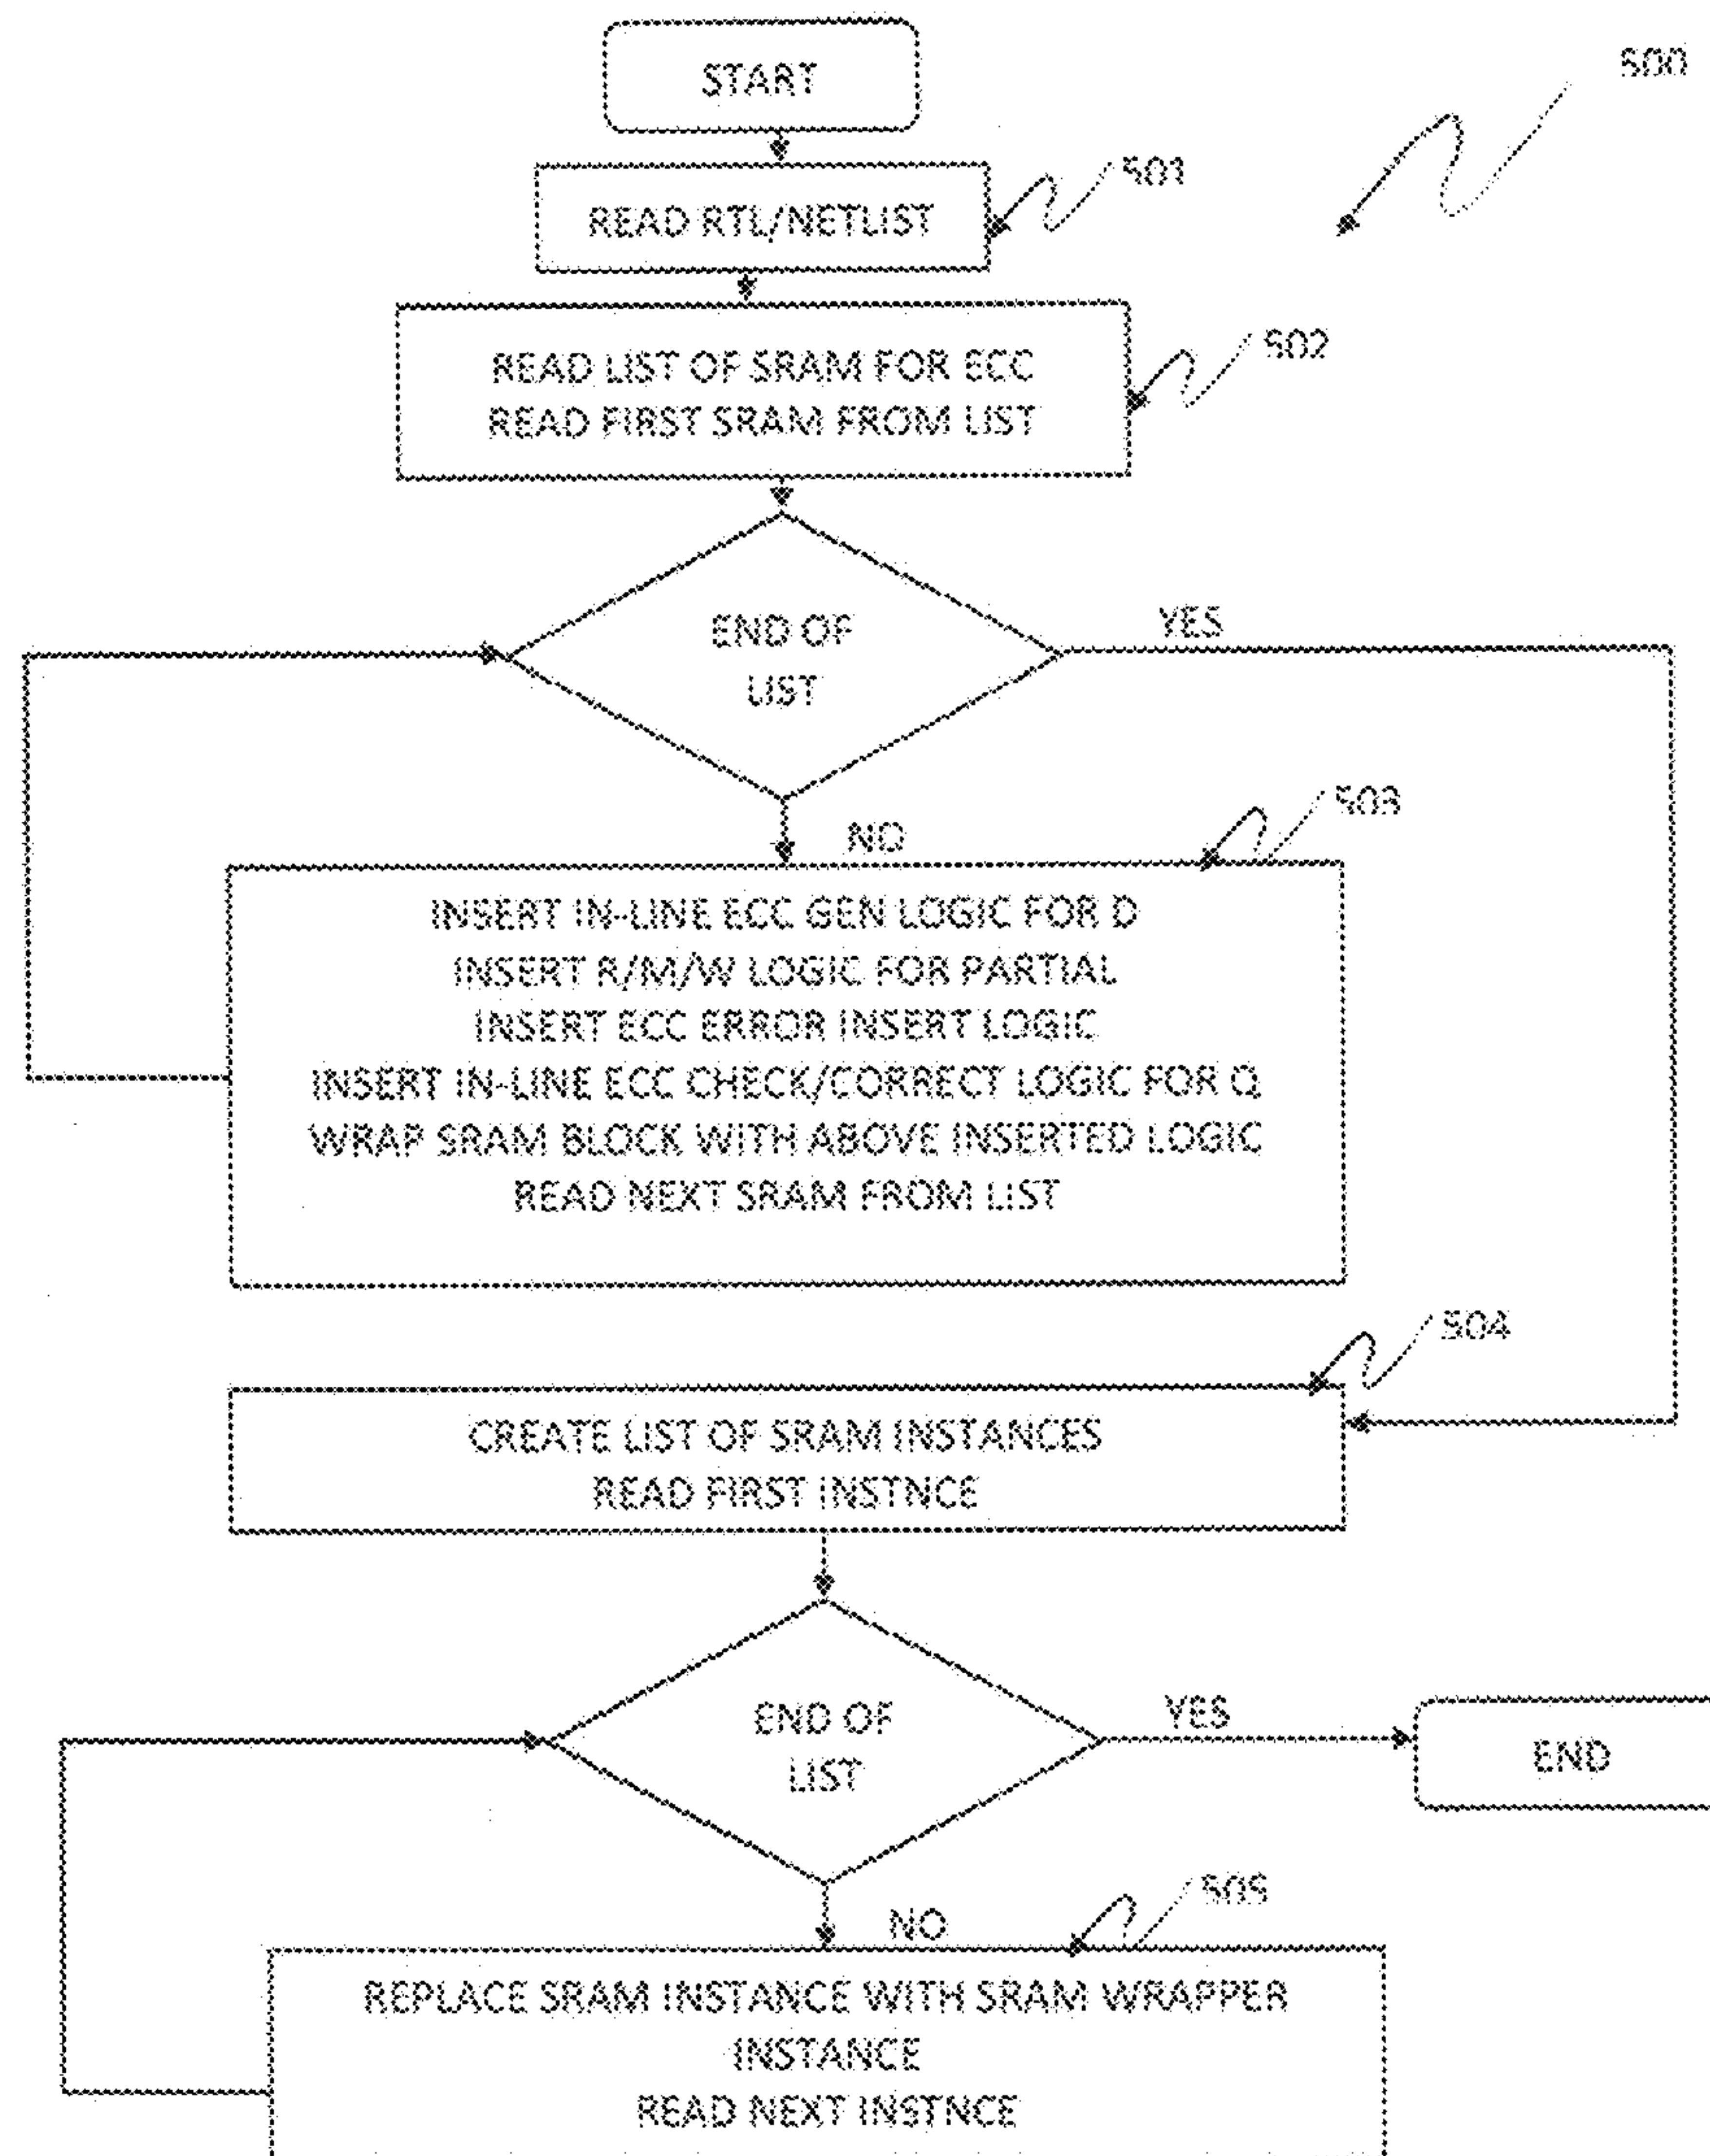 START
500
501
READ RTL/NETLIST
502
READ LIST OF SRAM FOR ECC
READ FIRST SRAM FROM LIST
END OF
LIST
YES
503
NO
INSERT IN-LINE ECC GEN LOGIC FOR D
INSERT R/M/W LOGIC FOR PARTIAL
INSERT ECC ERROR INSERT LOGIC
INSERT IN-LINE ECC CHECK/CORRECT LOGIC FOR Q
WRAP SRAM BLOCK WITH ABOVE INSERTED LOGIC
READ NEXT SRAM FROM LIST
504
CREATE LIST OF SRAM INSTANCES
READ FIRST INSTNCE
END OF
LIST
YES
END
505
NO
REPLACE SRAM INSTANCE WITH SRAM WRAPPER
INSTANCE
READ NEXT INSTNCE